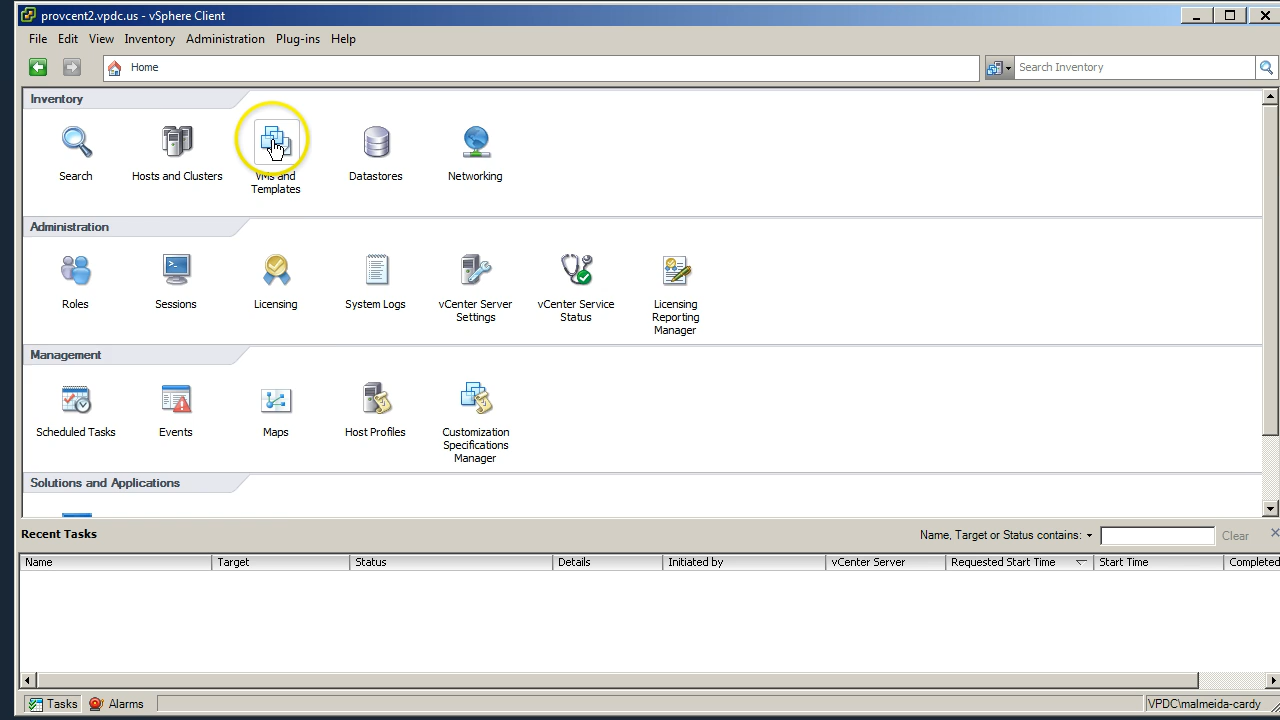 provcent2.vpdc.us - vSphere Client
File Edit View Inventory Administration Plug-ins Help
Home
Search Inventory
Inventory
Search
Hosts and Clusters
VMs and
Templates
Datastores
Networking
Administration
Roles
Sessions
Licensing
System Logs
vCenter Server
Settings
vCenter Service
Status
Licensing
Reporting
Manager
Management
Scheduled Tasks
Events
Maps
Host Profiles
Customization
Specifications
Manager
Solutions and Applications
Recent Tasks
Name, Target or Status contains:
Clear
Name Target Status Details Initiated by vCenter Server Requested Start Time Start Time Completed
Tasks Alarms
VPDC\malmeida-cardy